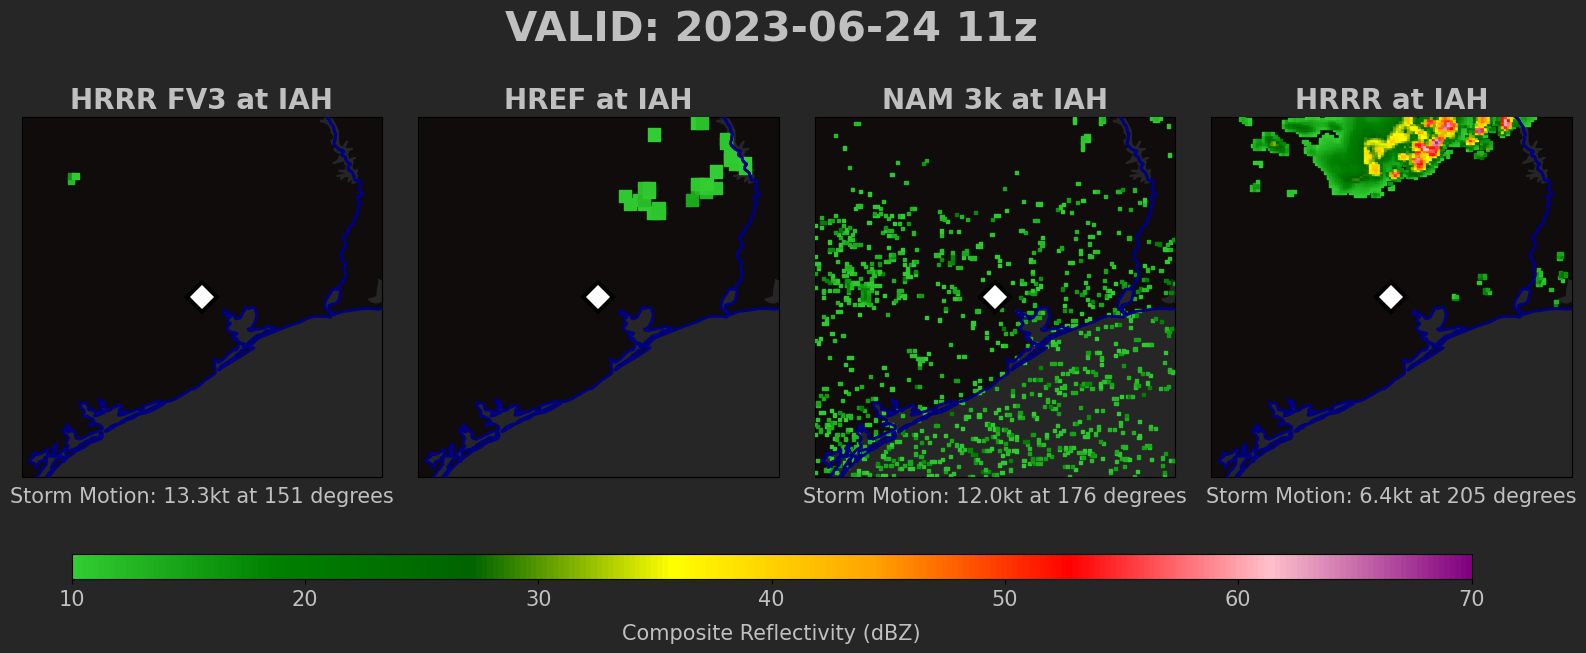 VALID: 2023-06-24 11z
HRRR FV3 at IAH
HREF at IAH
NAM 3k at IAH
HRRR at IAH
Storm Motion: 13.3kt at 151 degrees
Storm Motion: 12.0kt at 176 degrees
Storm Motion: 6.4kt at 205 degrees
10 20 30 40 50 60 70
Composite Reflectivity (dBZ)